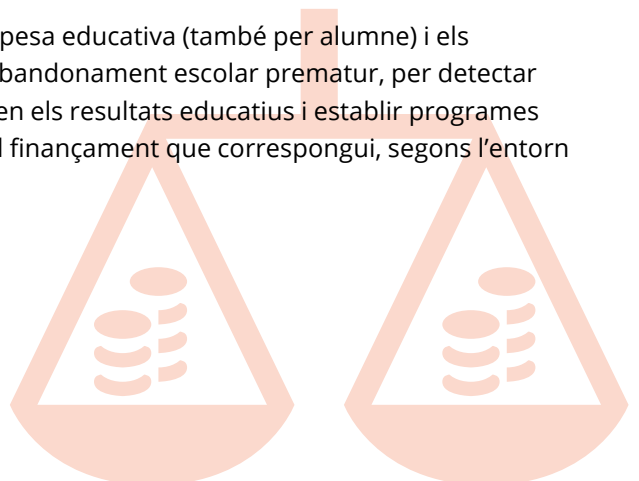 pesa educativa (també per alumne) i els
bandonament escolar prematur, per detectar
en els resultats educatius i establir programes
l finançament que correspongui, segons l’entorn